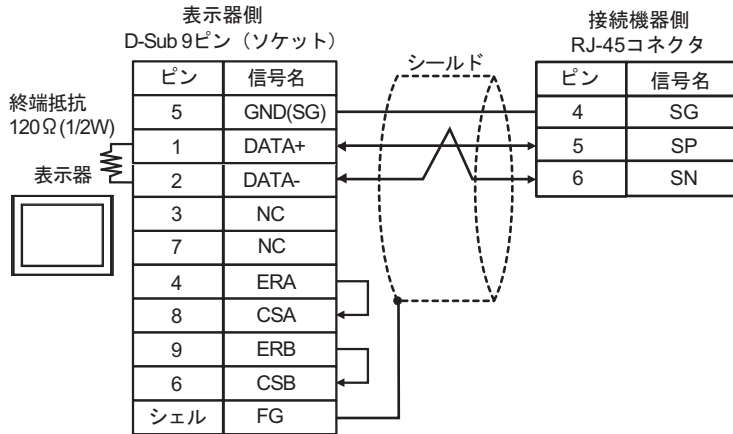 表示器側
D-Sub 9ピン（ソケット）
接続機器側
RJ-45コネクタ
シールド
終端抵抗
120Ω(1/2W)
表示器
ピン 信号名
5 GND(SG)
1 DATA+
2 DATA-
3 NC
7 NC
4 ERA
8 CSA
9 ERB
6 CSB
シェル FG
ピン 信号名
4 SG
5 SP
6 SN